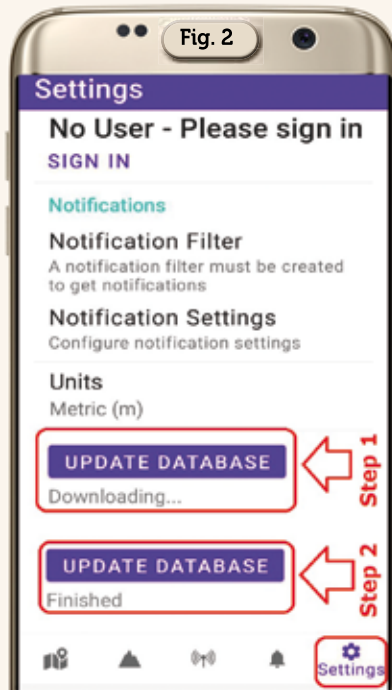 Fig. 2
Settings
No User - Please sign in
SIGN IN
Notifications
Notification Filter
A notification filter must be created
to get notifications
Notification Settings
Configure notification settings
Units
Metric (m)
UPDATE DATABASE
Downloading...
Step 1
UPDATE DATABASE
Finished
Step 2
Settings